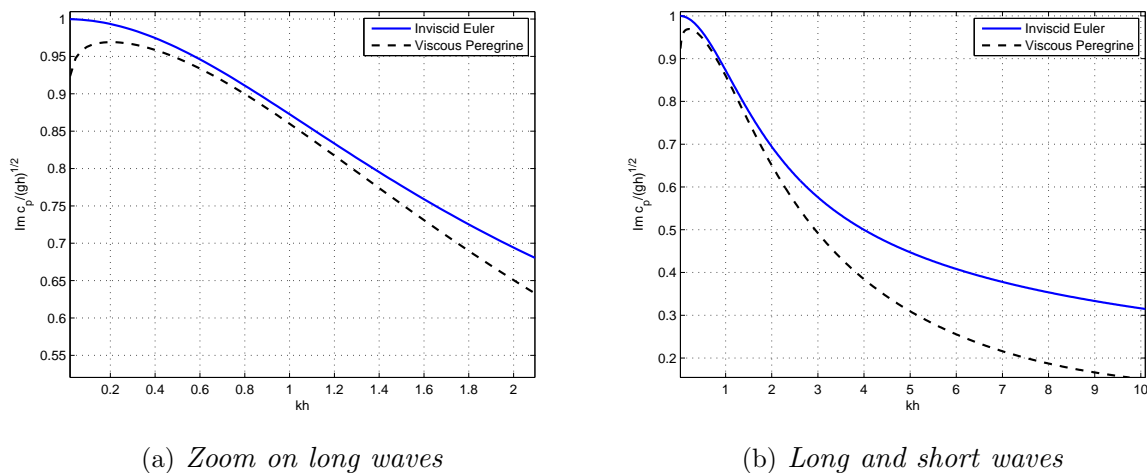 1
0.95
0.9
0.85
0.8
0.75
0.7
0.65
0.6
0.55
Im c_p/(gh)^{1/2}
0.2 0.4 0.6 0.8 1 1.2 1.4 1.6 1.8 2
kh
Inviscid Euler
Viscous Peregrine
(a) Zoom on long waves
1
0.9
0.8
0.7
0.6
0.5
0.4
0.3
0.2
Im c_p/(gh)^{1/2}
1 2 3 4 5 6 7 8 9 10
kh
Inviscid Euler
Viscous Peregrine
(b) Long and short waves